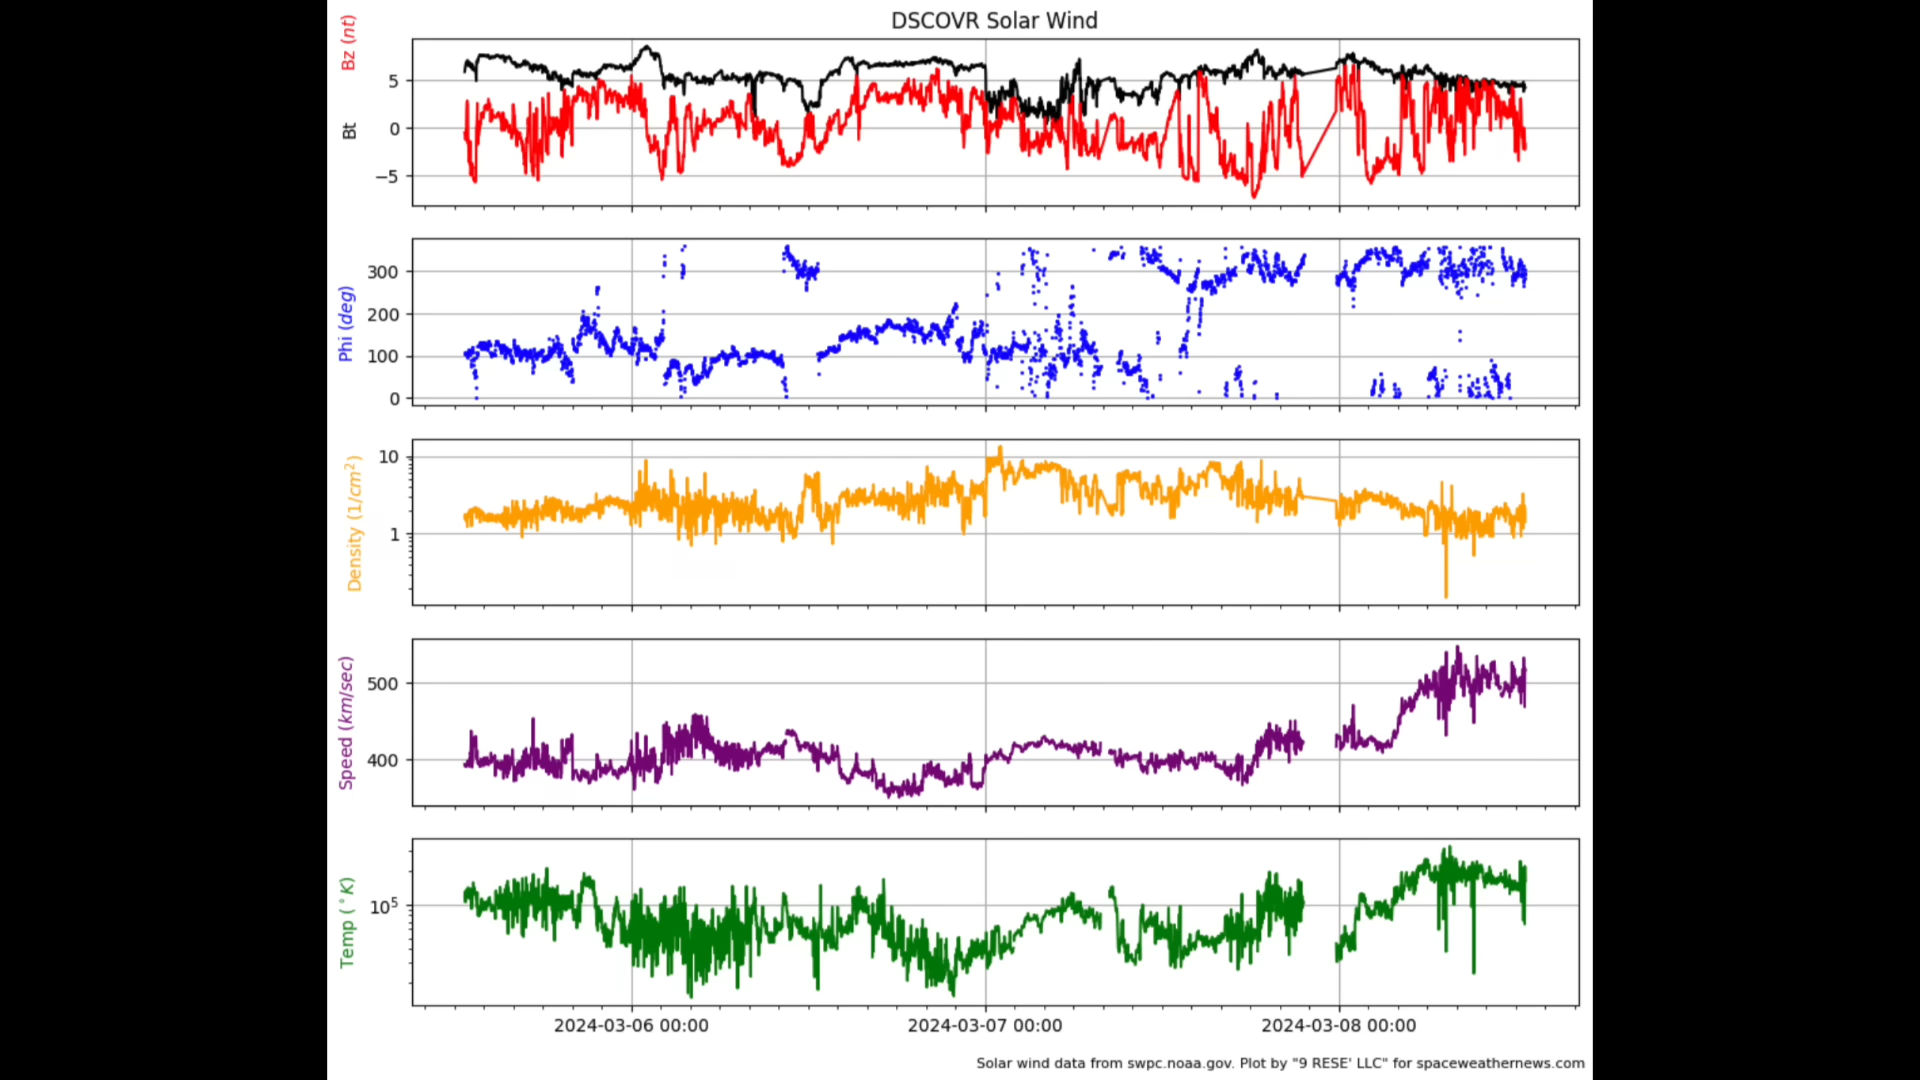 DSCOVR Solar Wind
Bz (nt)
Bt
5
0
−5
Phi (deg)
300
200
100
0
Density (1/cm²)
10
1
Speed (km/sec)
500
400
Temp (°K)
10⁵
2024-03-06 00:00 2024-03-07 00:00 2024-03-08 00:00
Solar wind data from swpc.noaa.gov. Plot by "9 RESE' LLC" for spaceweathernews.com